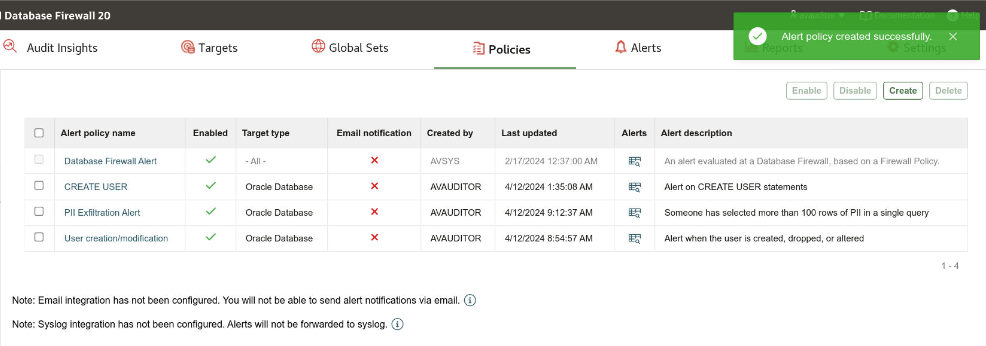 Database Firewall 20
Audit Insights
Targets
Global Sets
Policies
Alerts
Alert policy created successfully.
Reports
Settings
Enable
Disable
Create
Delete
Alert policy name Enabled Target type Email notification Created by Last updated Alerts Alert description
Database Firewall Alert - All - AVSYS 2/17/2024 12:37:00 AM An alert evaluated at a Database Firewall, based on a Firewall Policy.
CREATE USER Oracle Database AVAUDITOR 4/12/2024 1:35:08 AM Alert on CREATE USER statements
PII Exfiltration Alert Oracle Database AVAUDITOR 4/12/2024 9:12:37 AM Someone has selected more than 100 rows of PII in a single query
User creation/modification Oracle Database AVAUDITOR 4/12/2024 8:54:57 AM Alert when the user is created, dropped, or altered
1 - 4
Note: Email integration has not been configured. You will not be able to send alert notifications via email.
Note: Syslog integration has not been configured. Alerts will not be forwarded to syslog.